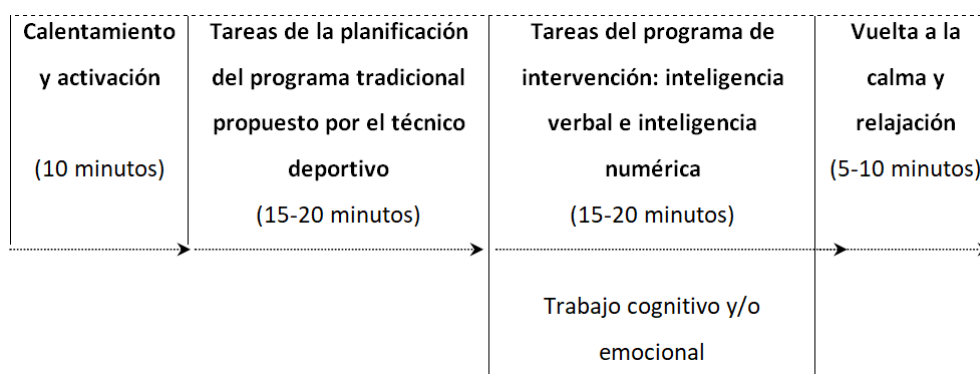 Calentamiento
y activación
(10 minutos)
Tareas de la planificación
del programa tradicional
propuesto por el técnico
deportivo
(15-20 minutos)
Tareas del programa de
intervención: inteligencia
verbal e inteligencia
numérica
(15-20 minutos)
Vuelta a la
calma y
relajación
(5-10 minutos)
Trabajo cognitivo y/o
emocional